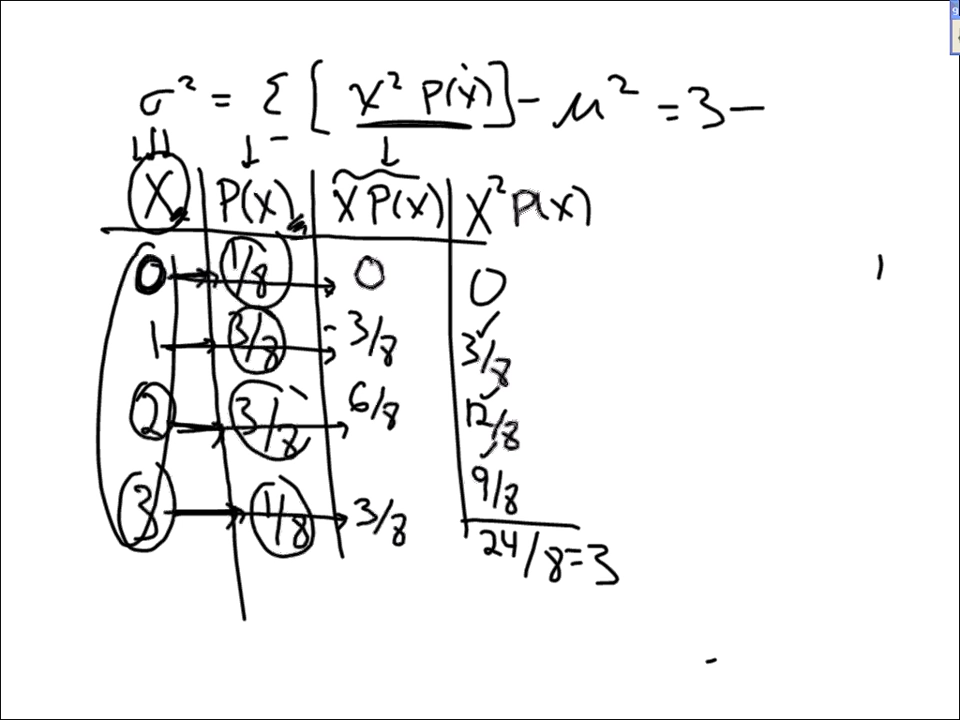 σ² = Σ [ x² P(x) ] - μ² = 3 -
X P(X) X P(X) X² P(X)
0 1/8 0 0
1 3/8 3/8 3/8
2 3/8 6/8 12/8
3 1/8 3/8 9/8
24/8 = 3